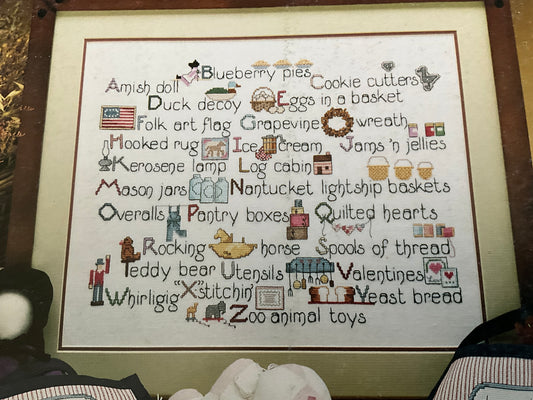 Amish doll Blueberry pies Cookie cutters
Duck decoy Eggs in a basket
Folk art flag Grapevine wreath
Hooked rug Ice cream Jams 'n jellies
Kerosene lamp Log cabin
Mason jars Nantucket lightship baskets
Overalls Pantry boxes Quilted hearts
Rocking horse Spools of thread
Teddy bear Utensils Valentines
Whirligig "X"stitchin' Yeast bread
Zoo animal toys